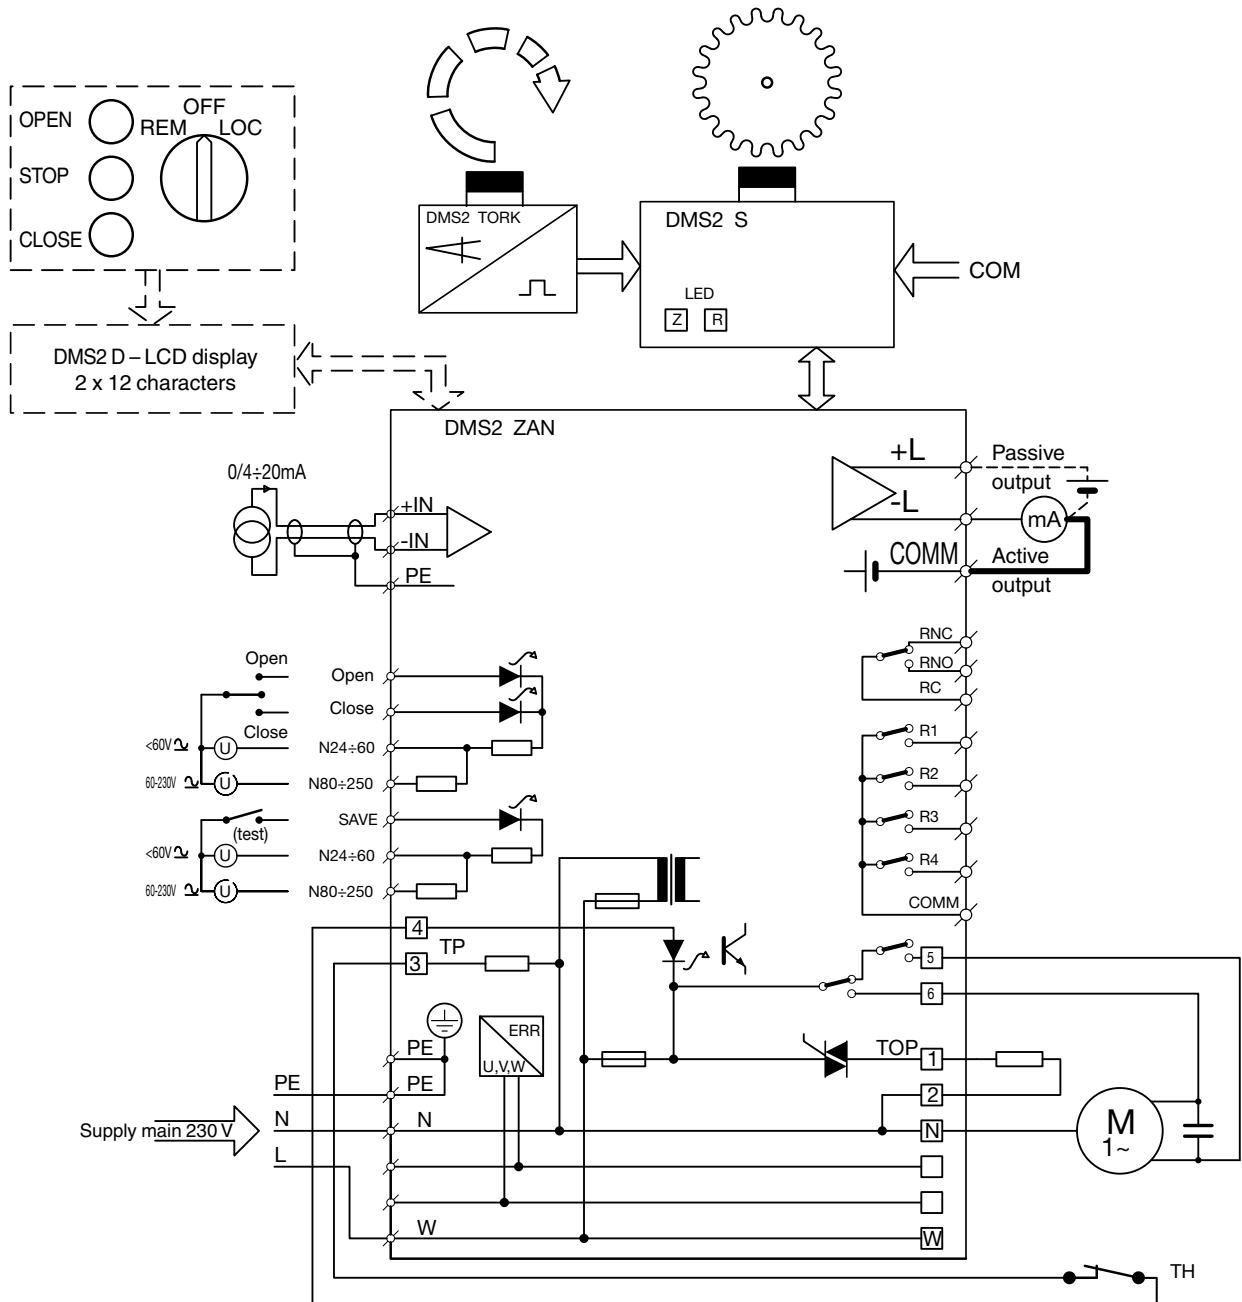 OFF
OPEN
REM
LOC
STOP
CLOSE
DMS2 D – LCD display
2 x 12 characters
DMS2 TORK
DMS2 S
LED
Z
R
COM
DMS2 ZAN
0/4÷20mA
+IN
-IN
PE
+L
Passive
output
-L
mA
COMM
Active
output
RNC
RNO
RC
R1
R2
R3
R4
COMM
Open
Open
Close
Close
<60V
U
N24÷60
60-230V
U
N80÷250
SAVE
(test)
<60V
U
N24÷60
60-230V
U
N80÷250
4
TP
3
5
6
ERR
U,V,W
PE
TOP
1
PE
PE
2
Supply main 230 V
N
N
N
M
1~
L
W
W
TH